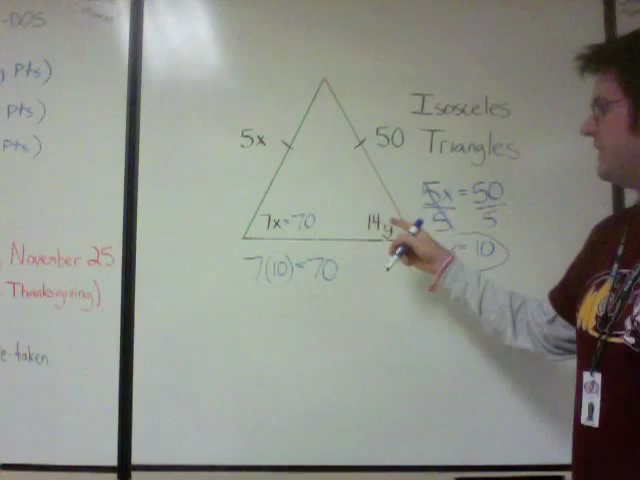 -DOS
, pts)
pts)
pts)
November 25
Thanksgiving)
e taken
Isosceles
Triangles
5x
50
5x = 50
5 5
= 10
7x = 70
14y
7(10) = 70